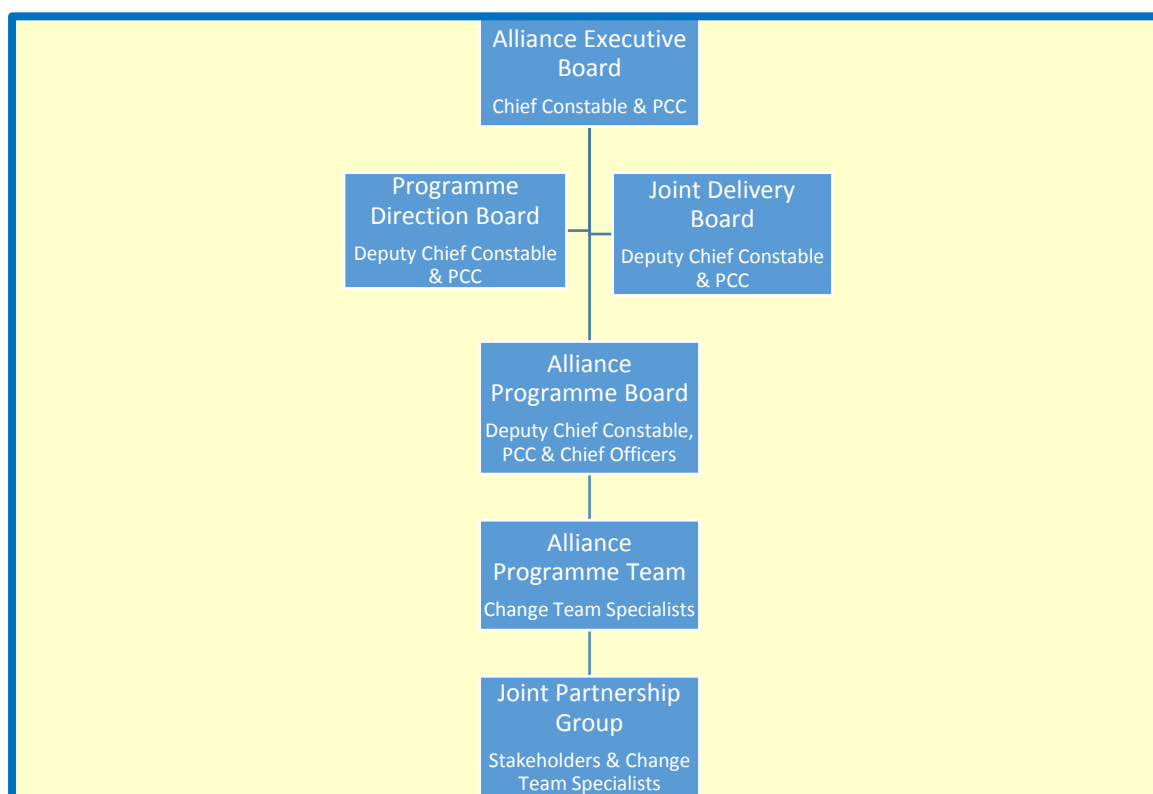 Alliance Executive
Board
Chief Constable & PCC
Programme
Direction Board
Deputy Chief Constable
& PCC
Joint Delivery
Board
Deputy Chief Constable
& PCC
Alliance
Programme Board
Deputy Chief Constable,
PCC & Chief Officers
Alliance
Programme Team
Change Team Specialists
Joint Partnership
Group
Stakeholders & Change
Team Specialists